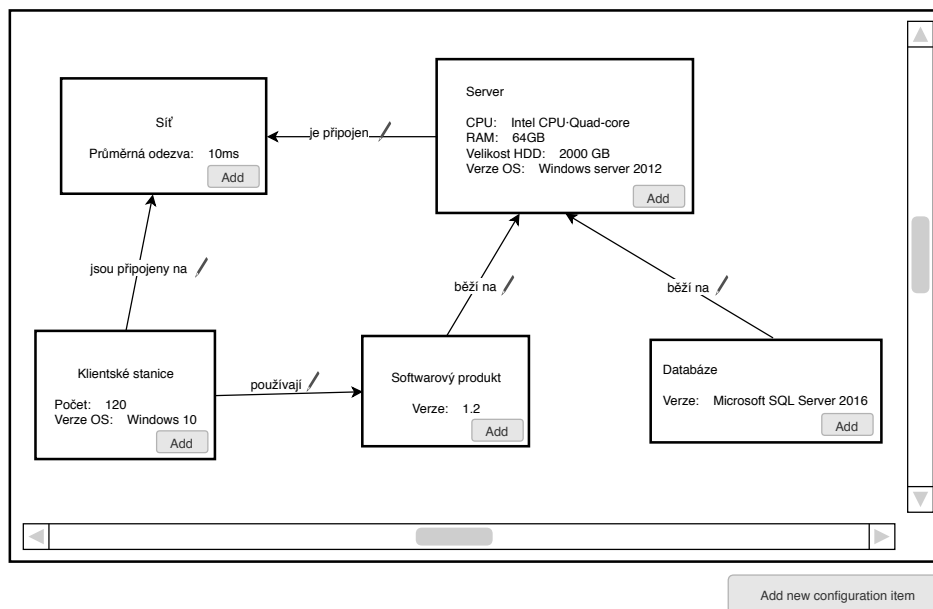 Síť
Průměrná odezva: 10ms
Add
je připojen
Server
CPU: Intel CPU·Quad-core
RAM: 64GB
Velikost HDD: 2000 GB
Verze OS: Windows server 2012
Add
jsou připojeny na
běží na
běží na
Klientské stanice
Počet: 120
Verze OS: Windows 10
Add
používají
Softwarový produkt
Verze: 1.2
Add
Databáze
Verze: Microsoft SQL Server 2016
Add
Add new configuration item